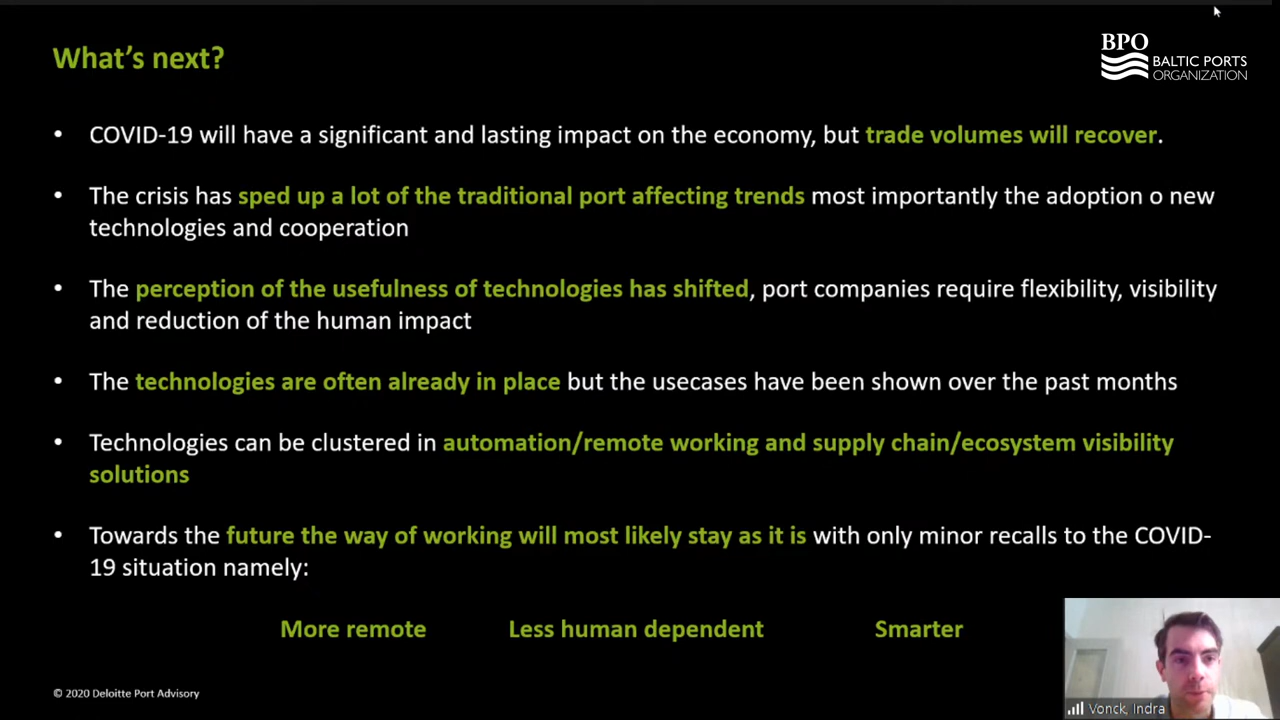 What's next?
BPO
BALTIC PORTS
ORGANIZATION
• COVID-19 will have a significant and lasting impact on the economy, but trade volumes will recover.
• The crisis has sped up a lot of the traditional port affecting trends most importantly the adoption o new
technologies and cooperation
• The perception of the usefulness of technologies has shifted, port companies require flexibility, visibility
and reduction of the human impact
• The technologies are often already in place but the usecases have been shown over the past months
• Technologies can be clustered in automation/remote working and supply chain/ecosystem visibility
solutions
• Towards the future the way of working will most likely stay as it is with only minor recalls to the COVID-
19 situation namely:
More remote Less human dependent Smarter
© 2020 Deloitte Port Advisory
Vonck, Indra